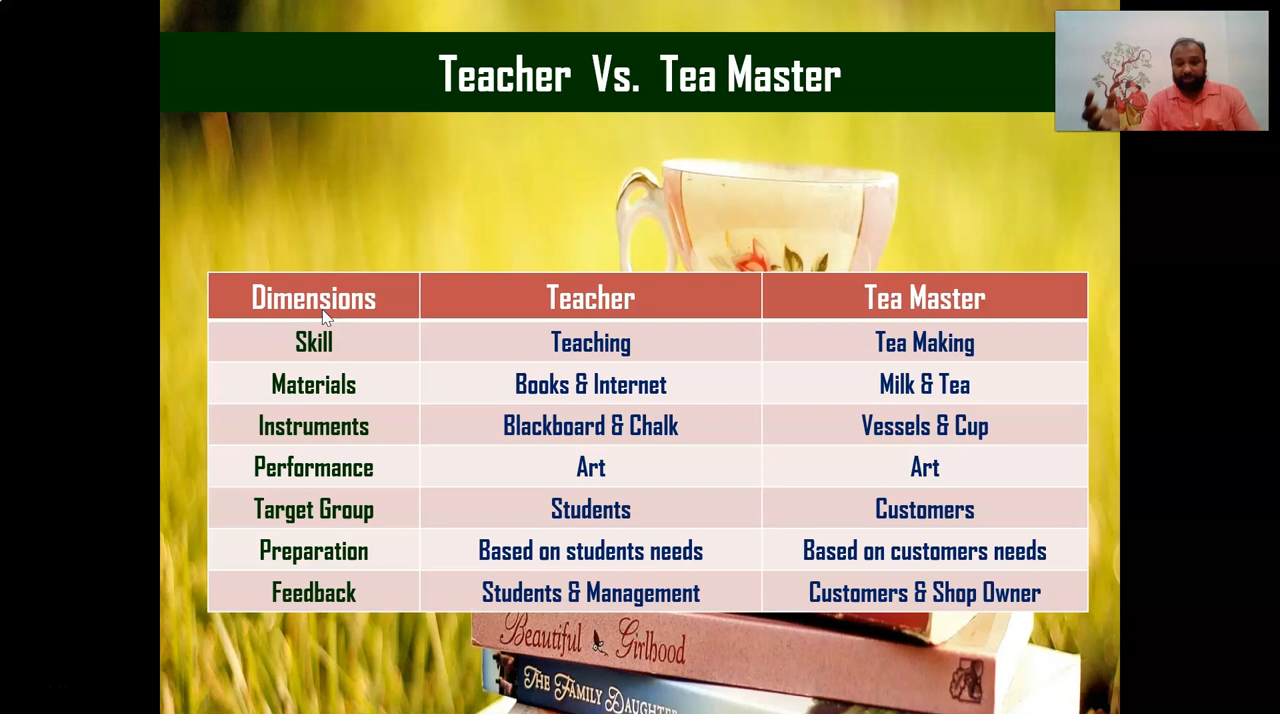 Teacher Vs. Tea Master
Dimensions Teacher Tea Master
Skill Teaching Tea Making
Materials Books & Internet Milk & Tea
Instruments Blackboard & Chalk Vessels & Cup
Performance Art Art
Target Group Students Customers
Preparation Based on students needs Based on customers needs
Feedback Students & Management Customers & Shop Owner
Beautiful Girlhood
THE FAMILY